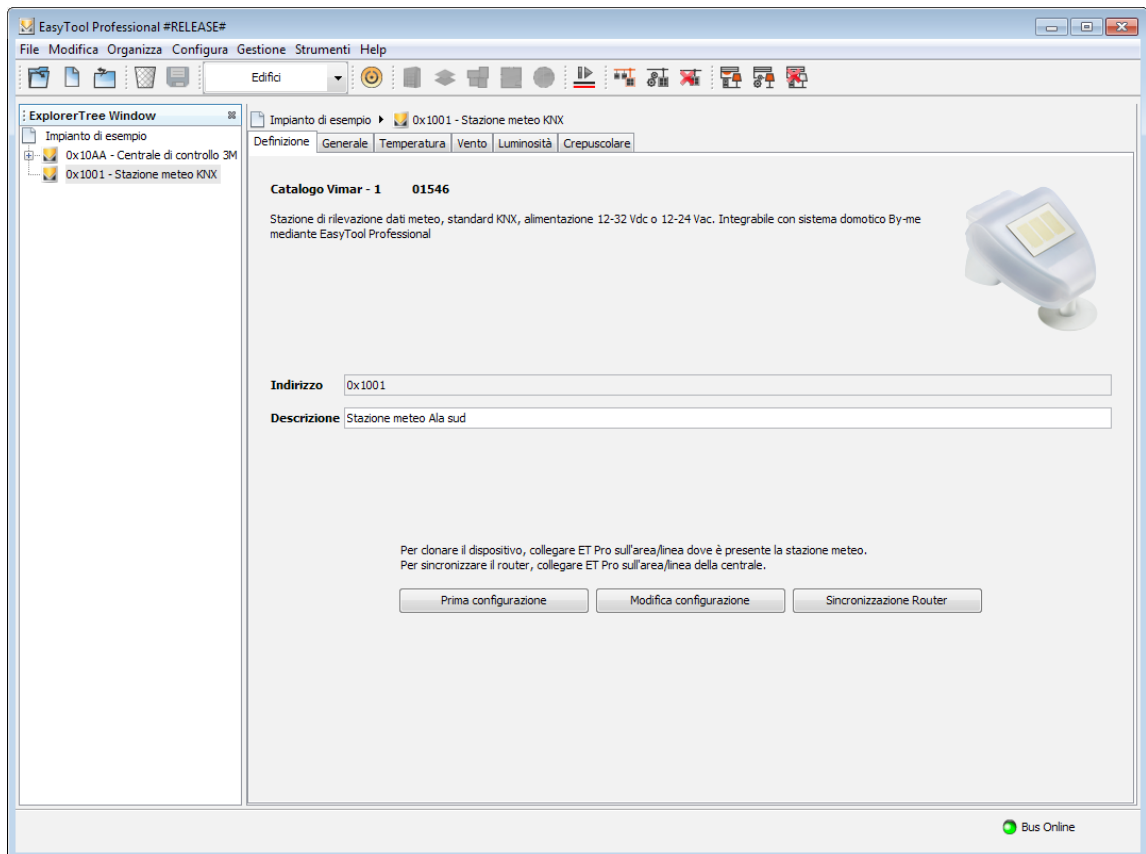 EasyTool Professional #RELEASE#
File Modifica Organizza Configura Gestione Strumenti Help
Edifici
ExplorerTree Window
Impianto di esempio
0x10AA - Centrale di controllo 3M
0x1001 - Stazione meteo KNX
Impianto di esempio 0x1001 - Stazione meteo KNX
Definizione Generale Temperatura Vento Luminosità Crepuscolare
Catalogo Vimar - 1 01546
Stazione di rilevazione dati meteo, standard KNX, alimentazione 12-32 Vdc o 12-24 Vac. Integrabile con sistema domotico By-me
mediante EasyTool Professional
Indirizzo 0x1001
Descrizione Stazione meteo Ala sud
Per clonare il dispositivo, collegare ET Pro sull'area/linea dove è presente la stazione meteo.
Per sincronizzare il router, collegare ET Pro sull'area/linea della centrale.
Prima configurazione Modifica configurazione Sincronizzazione Router
Bus Online